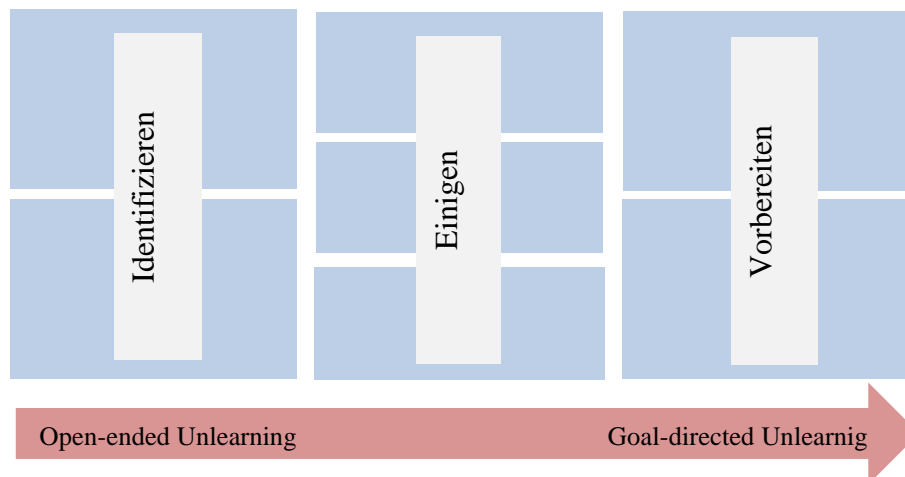 Identifizieren
Einigen
Vorbereiten
Open-ended Unlearning
Goal-directed Unlearnig